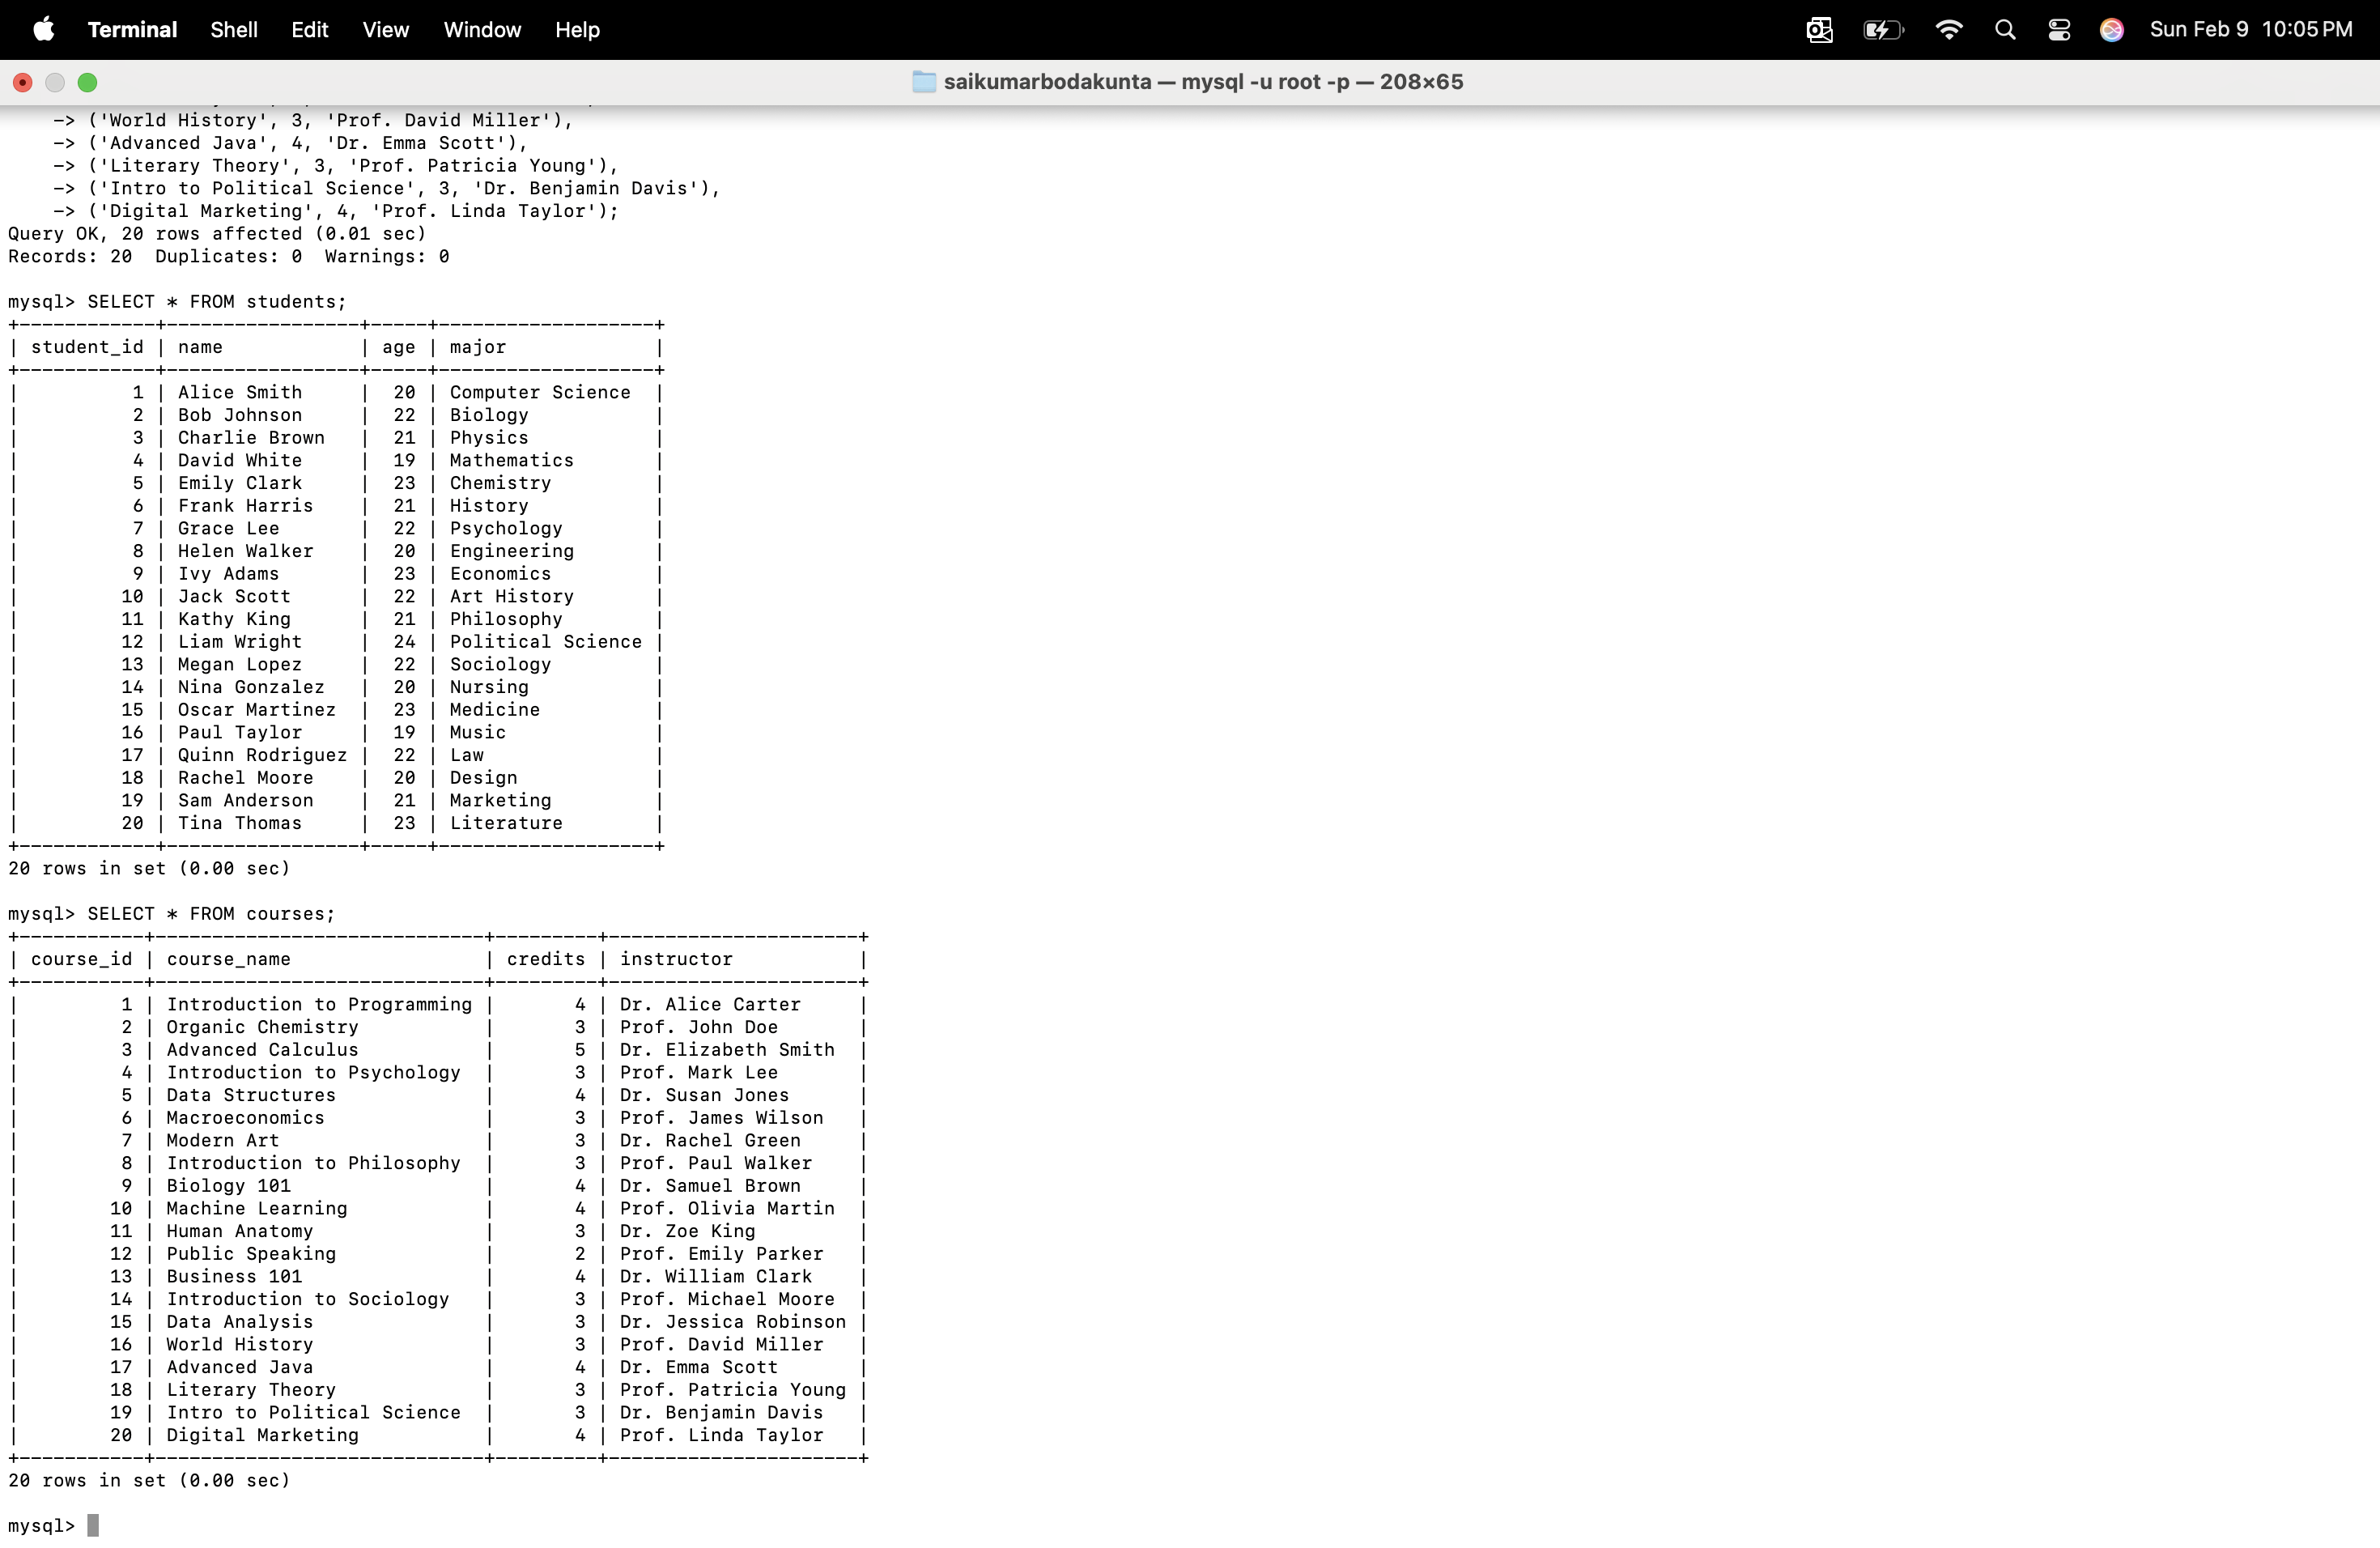 Terminal Shell Edit View Window Help Sun Feb 9 10:05 PM
saikumarbodakunta — mysql -u root -p — 208×65
    -> ('World History', 3, 'Prof. David Miller'),
    -> ('Advanced Java', 4, 'Dr. Emma Scott'),
    -> ('Literary Theory', 3, 'Prof. Patricia Young'),
    -> ('Intro to Political Science', 3, 'Dr. Benjamin Davis'),
    -> ('Digital Marketing', 4, 'Prof. Linda Taylor');
Query OK, 20 rows affected (0.01 sec)
Records: 20  Duplicates: 0  Warnings: 0
mysql> SELECT * FROM students;
+------------+-----------------+-----+-------------------+
| student_id | name            | age | major             |
+------------+-----------------+-----+-------------------+
|          1 | Alice Smith     |  20 | Computer Science  |
|          2 | Bob Johnson     |  22 | Biology           |
|          3 | Charlie Brown   |  21 | Physics           |
|          4 | David White     |  19 | Mathematics       |
|          5 | Emily Clark     |  23 | Chemistry         |
|          6 | Frank Harris    |  21 | History           |
|          7 | Grace Lee       |  22 | Psychology        |
|          8 | Helen Walker    |  20 | Engineering       |
|          9 | Ivy Adams       |  23 | Economics         |
|         10 | Jack Scott      |  22 | Art History       |
|         11 | Kathy King      |  21 | Philosophy        |
|         12 | Liam Wright     |  24 | Political Science |
|         13 | Megan Lopez     |  22 | Sociology         |
|         14 | Nina Gonzalez   |  20 | Nursing           |
|         15 | Oscar Martinez  |  23 | Medicine          |
|         16 | Paul Taylor     |  19 | Music             |
|         17 | Quinn Rodriguez |  22 | Law               |
|         18 | Rachel Moore    |  20 | Design            |
|         19 | Sam Anderson    |  21 | Marketing         |
|         20 | Tina Thomas     |  23 | Literature        |
+------------+-----------------+-----+-------------------+
20 rows in set (0.00 sec)
mysql> SELECT * FROM courses;
+-----------+-----------------------------+---------+----------------------+
| course_id | course_name                 | credits | instructor           |
+-----------+-----------------------------+---------+----------------------+
|         1 | Introduction to Programming |       4 | Dr. Alice Carter     |
|         2 | Organic Chemistry           |       3 | Prof. John Doe       |
|         3 | Advanced Calculus           |       5 | Dr. Elizabeth Smith  |
|         4 | Introduction to Psychology  |       3 | Prof. Mark Lee       |
|         5 | Data Structures             |       4 | Dr. Susan Jones      |
|         6 | Macroeconomics              |       3 | Prof. James Wilson   |
|         7 | Modern Art                  |       3 | Dr. Rachel Green     |
|         8 | Introduction to Philosophy  |       3 | Prof. Paul Walker    |
|         9 | Biology 101                 |       4 | Dr. Samuel Brown     |
|        10 | Machine Learning            |       4 | Prof. Olivia Martin  |
|        11 | Human Anatomy               |       3 | Dr. Zoe King         |
|        12 | Public Speaking             |       2 | Prof. Emily Parker   |
|        13 | Business 101                |       4 | Dr. William Clark    |
|        14 | Introduction to Sociology   |       3 | Prof. Michael Moore  |
|        15 | Data Analysis               |       3 | Dr. Jessica Robinson |
|        16 | World History               |       3 | Prof. David Miller   |
|        17 | Advanced Java               |       4 | Dr. Emma Scott       |
|        18 | Literary Theory             |       3 | Prof. Patricia Young |
|        19 | Intro to Political Science  |       3 | Dr. Benjamin Davis   |
|        20 | Digital Marketing           |       4 | Prof. Linda Taylor   |
+-----------+-----------------------------+---------+----------------------+
20 rows in set (0.00 sec)
mysql>